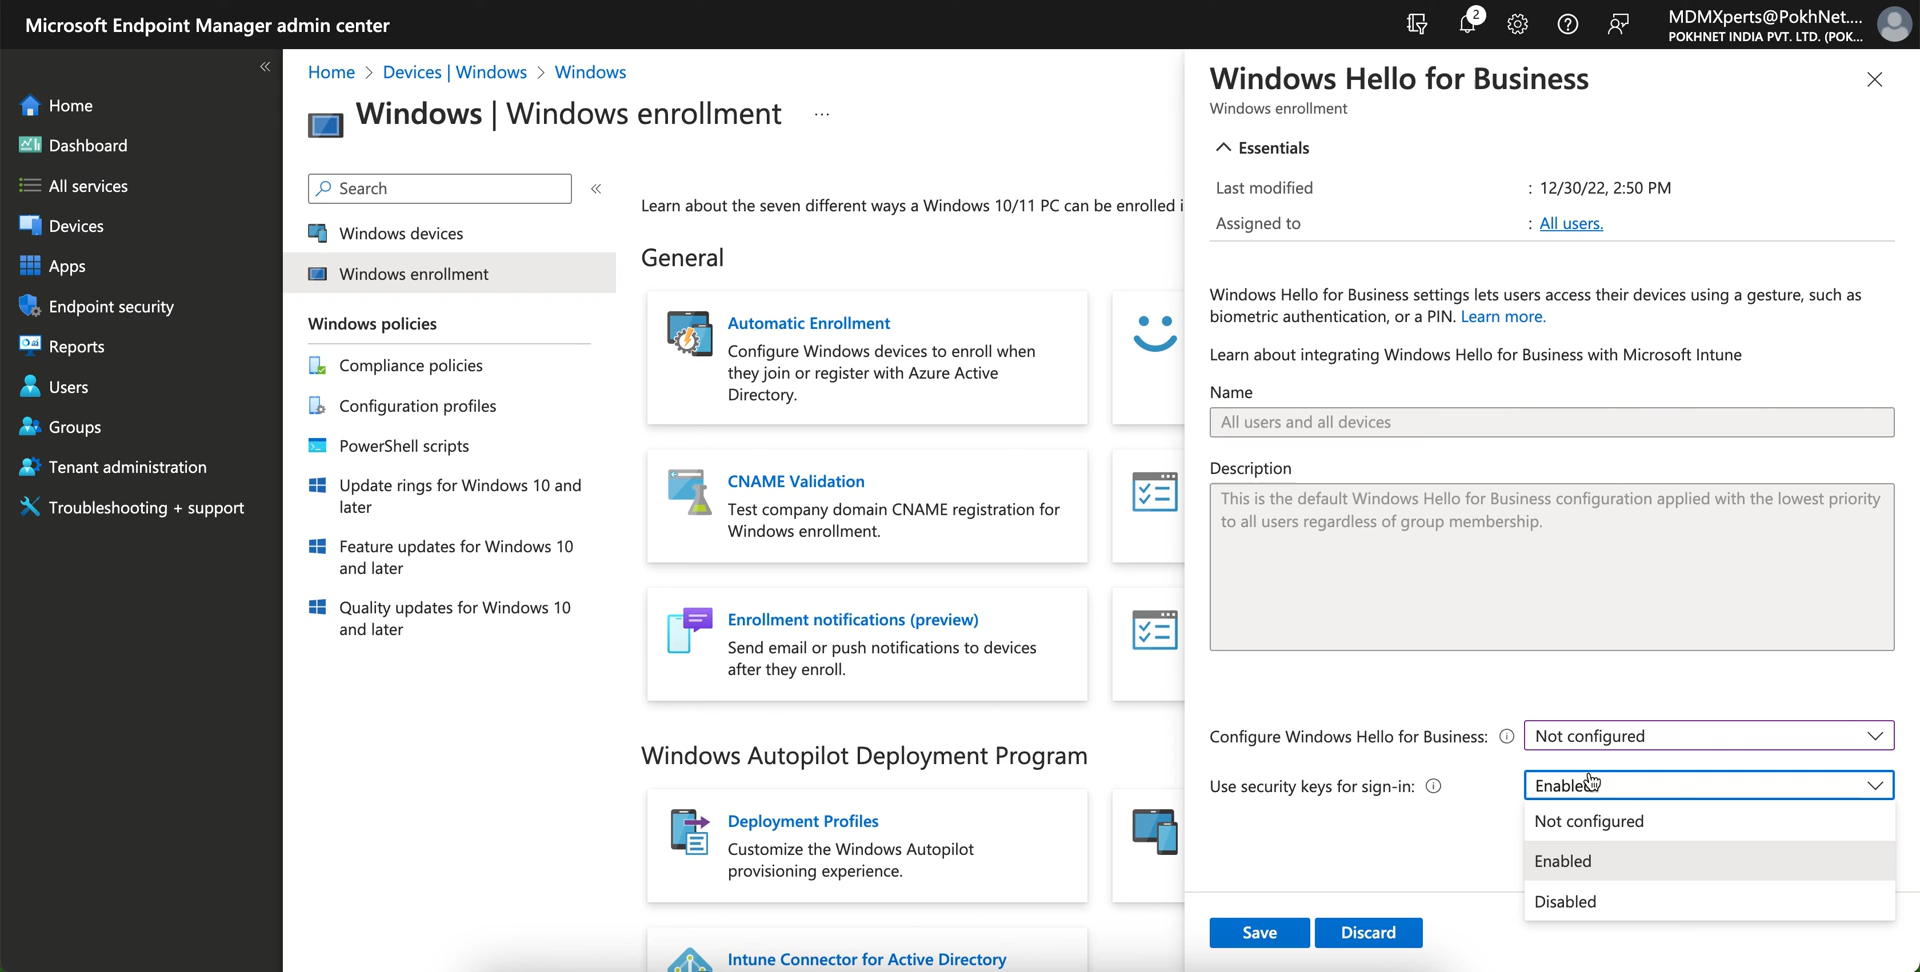 Microsoft Endpoint Manager admin center
2
MDMXperts@PokhNet....
POKHNET INDIA PVT. LTD. (POK...
«
Home
Dashboard
All services
Devices
Apps
Endpoint security
Reports
Users
Groups
Tenant administration
Troubleshooting + support
Home > Devices | Windows > Windows
Windows | Windows enrollment ...
Search
«
Windows devices
Windows enrollment
Windows policies
Compliance policies
Configuration profiles
PowerShell scripts
Update rings for Windows 10 and
later
Feature updates for Windows 10
and later
Quality updates for Windows 10
and later
Learn about the seven different ways a Windows 10/11 PC can be enrolled i
General
Automatic Enrollment
Configure Windows devices to enroll when
they join or register with Azure Active
Directory.
CNAME Validation
Test company domain CNAME registration for
Windows enrollment.
Enrollment notifications (preview)
Send email or push notifications to devices
after they enroll.
Windows Autopilot Deployment Program
Deployment Profiles
Customize the Windows Autopilot
provisioning experience.
Intune Connector for Active Directory
Windows Hello for Business
Windows enrollment
Essentials
Last modified : 12/30/22, 2:50 PM
Assigned to : All users.
Windows Hello for Business settings lets users access their devices using a gesture, such as
biometric authentication, or a PIN. Learn more.
Learn about integrating Windows Hello for Business with Microsoft Intune
Name
All users and all devices
Description
This is the default Windows Hello for Business configuration applied with the lowest priority
to all users regardless of group membership.
Configure Windows Hello for Business: Not configured
Use security keys for sign-in: Enabled
Not configured
Enabled
Disabled
Save Discard